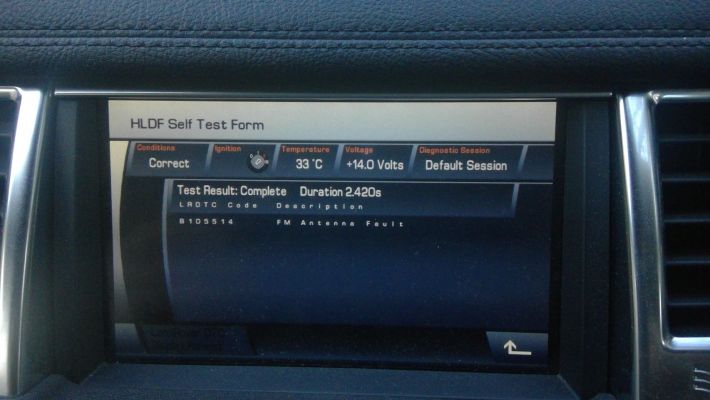 HLDF Self Test Form
Conditions Ignition Temperature Voltage Diagnostic Session
Correct 0 33 °C +14.0 Volts Default Session
Test Result: Complete Duration 2.420s
LRDTC Code Description
B105514 FM Antenna Fault